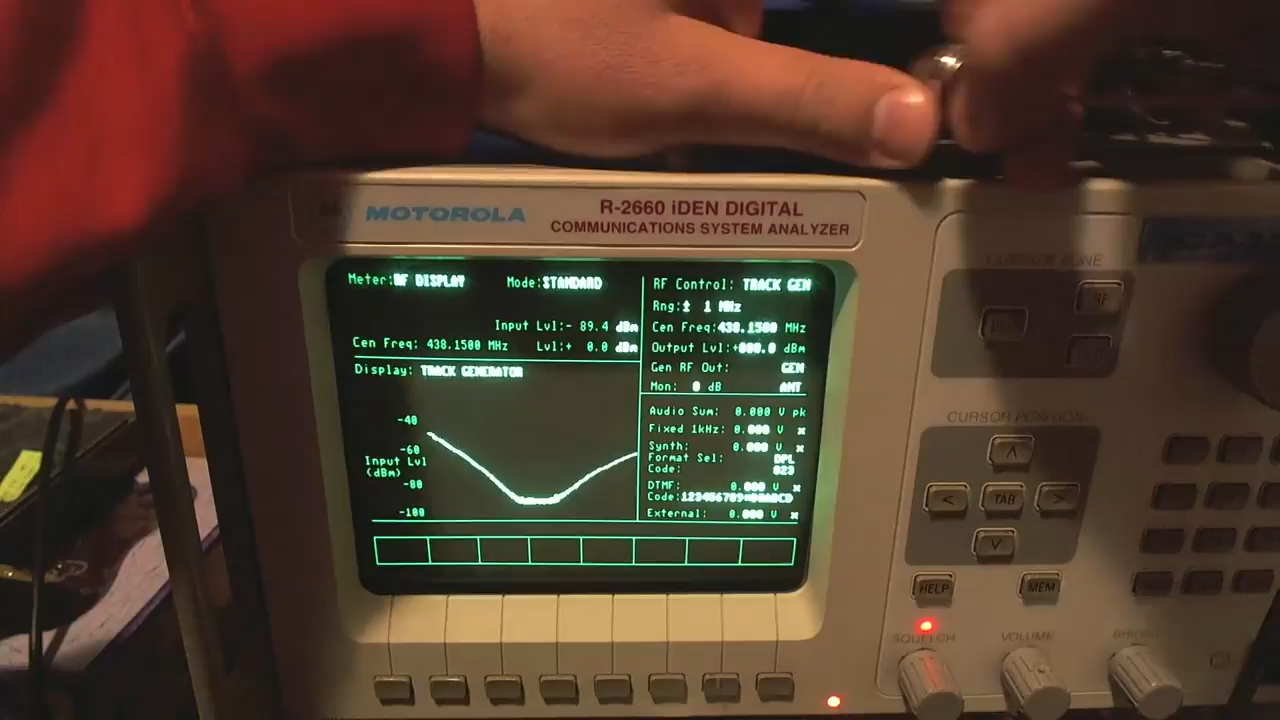 MOTOROLA
R-2660 iDEN DIGITAL
COMMUNICATIONS SYSTEM ANALYZER
Meter:RF DISPLAY Mode:STANDARD
Input Lvl:- 89.4 dBm
Cen Freq: 438.1500 MHz Lvl:+ 0.0 dBm
Display: TRACK GENERATOR
-40
-60
Input Lvl
(dBm)
-80
-100
RF Control: TRACK GEN
Rng:± 1 MHz
Cen Freq:438.1500 MHz
Output Lvl:+000.0 dBm
Gen RF Out: GEN
Mon: 0 dB ANT
Audio Sum: 0.000 V pk
Fixed 1kHz: 0.000 V
Synth: 0.000 V
Format Sel: DPL
Code: 023
DTMF: 0.000 V
External: 0.000 V
RF
CURSOR POSITION
< TAB >
HELP
MEM
SQUELCH
VOLUME